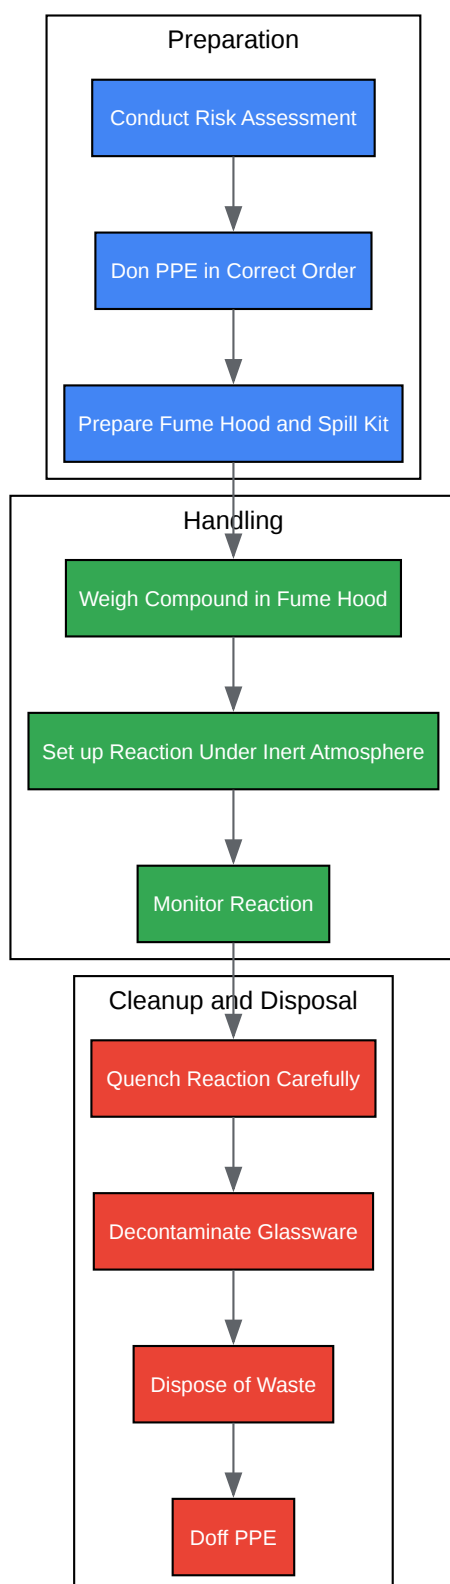 Preparation
Conduct Risk Assessment
Don PPE in Correct Order
Prepare Fume Hood and Spill Kit
Handling
Weigh Compound in Fume Hood
Set up Reaction Under Inert Atmosphere
Monitor Reaction
Cleanup and Disposal
Quench Reaction Carefully
Decontaminate Glassware
Dispose of Waste
Doff PPE